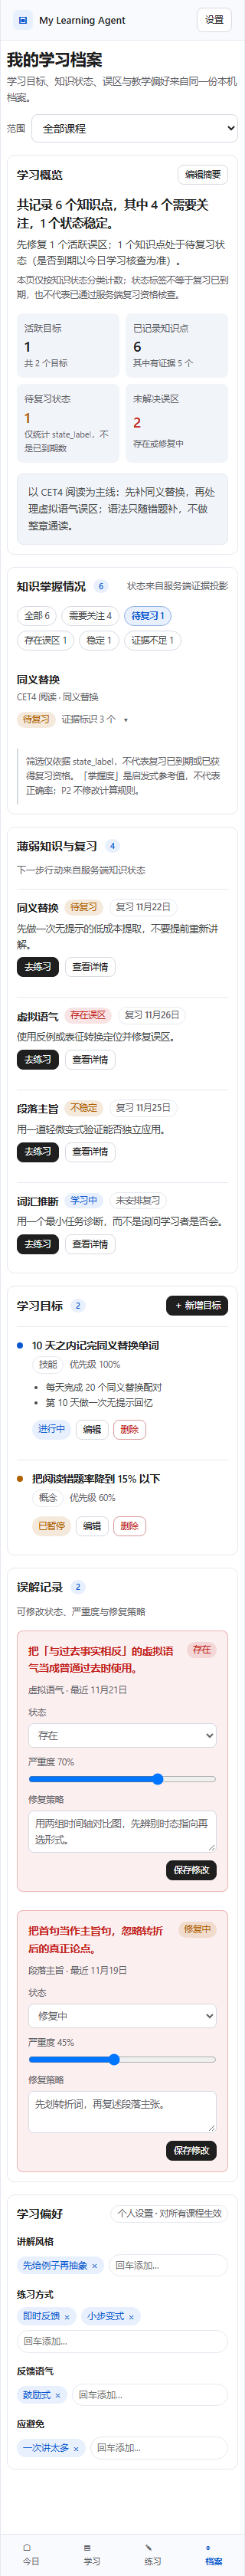 My Learning Agent
设置
我的学习档案
学习目标、知识状态、误区与教学偏好来自同一份本机
档案。
范围
全部课程
学习概览
编辑摘要
共记录 6 个知识点，其中 4 个需要关
注，1 个状态稳定。
先修复 1 个活跃误区；1 个知识点处于待复习状
态（是否到期以今日学习核查为准）。
本页仅按知识状态分类计数；状态标签不等于复习已到
期，也不代表已通过服务端复习资格核查。
活跃目标
1
共 2 个目标
已记录知识点
6
其中有证据 5 个
待复习状态
1
仅统计 state_label，不
是已到期数
未解决误区
2
存在或修复中
以 CET4 阅读为主线：先补同义替换，再处
理虚拟语气误区；语法只随错题补，不做
整章通读。
知识掌握情况 6
状态来自服务端证据投影
全部 6
需要关注 4
待复习 1
存在误区 1
稳定 1
证据不足 1
同义替换
CET4 阅读 · 同义替换
待复习
证据标识 3 个
筛选仅依据 state_label，不代表复习已到期或已获
得复习资格。「掌握度」是启发式参考值，不代表
正确率；P2 不修改计算规则。
薄弱知识与复习 4
下一步行动来自服务端知识状态
同义替换 待复习 复习 11月22日
先做一次无提示的低成本提取，不要提前重新讲
解。
去练习 查看详情
虚拟语气 存在误区 复习 11月26日
使用反例或表征转换定位并修复误区。
去练习 查看详情
段落主旨 不稳定 复习 11月25日
用一道轻微变式验证能否独立应用。
去练习 查看详情
词汇推断 学习中 未安排复习
用一个最小任务诊断，而不是询问学习者是否会。
去练习 查看详情
学习目标 2
＋ 新增目标
10 天之内记完同义替换单词
技能 优先级 100%
每天完成 20 个同义替换配对
第 10 天做一次无提示回忆
进行中 编辑 删除
把阅读错题率降到 15% 以下
概念 优先级 60%
已暂停 编辑 删除
误解记录 2
可修改状态、严重度与修复策略
把「与过去事实相反」的虚拟语
气当成普通过去时使用。
存在
虚拟语气 · 最近 11月21日
状态
存在
严重度 70%
修复策略
用两组时间轴对比图，先辨别时态指向再
选形式。
保存修改
把首句当作主旨句，忽略转折
后的真正论点。
修复中
段落主旨 · 最近 11月19日
状态
修复中
严重度 45%
修复策略
先划转折词，再复述段落主张。
保存修改
学习偏好
个人设置 · 对所有课程生效
讲解风格
先给例子再抽象 × 回车添加...
练习方式
即时反馈 × 小步变式 ×
回车添加...
反馈语气
鼓励式 × 回车添加...
应避免
一次讲太多 × 回车添加...
今日
学习
练习
档案